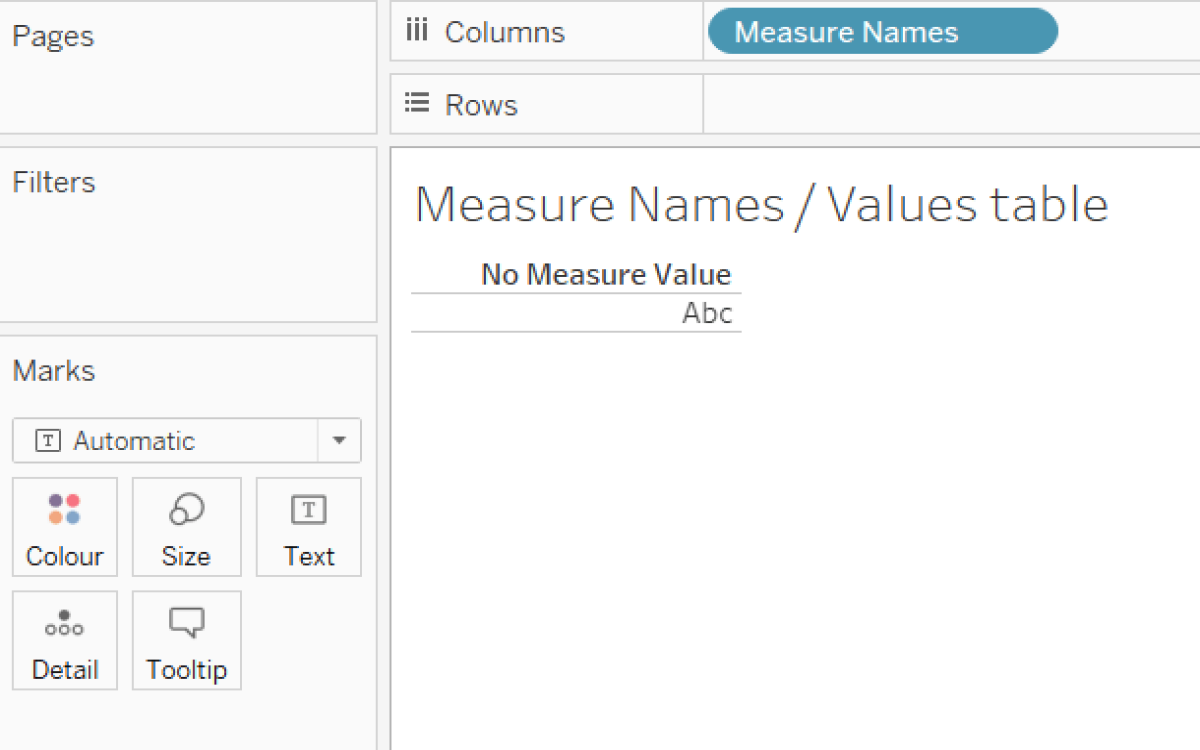 Pages
Columns
Measure Names
Rows
Filters
Measure Names / Values table
No Measure Value
Abc
Marks
T Automatic
Colour
Size
T
Text
Detail
Tooltip